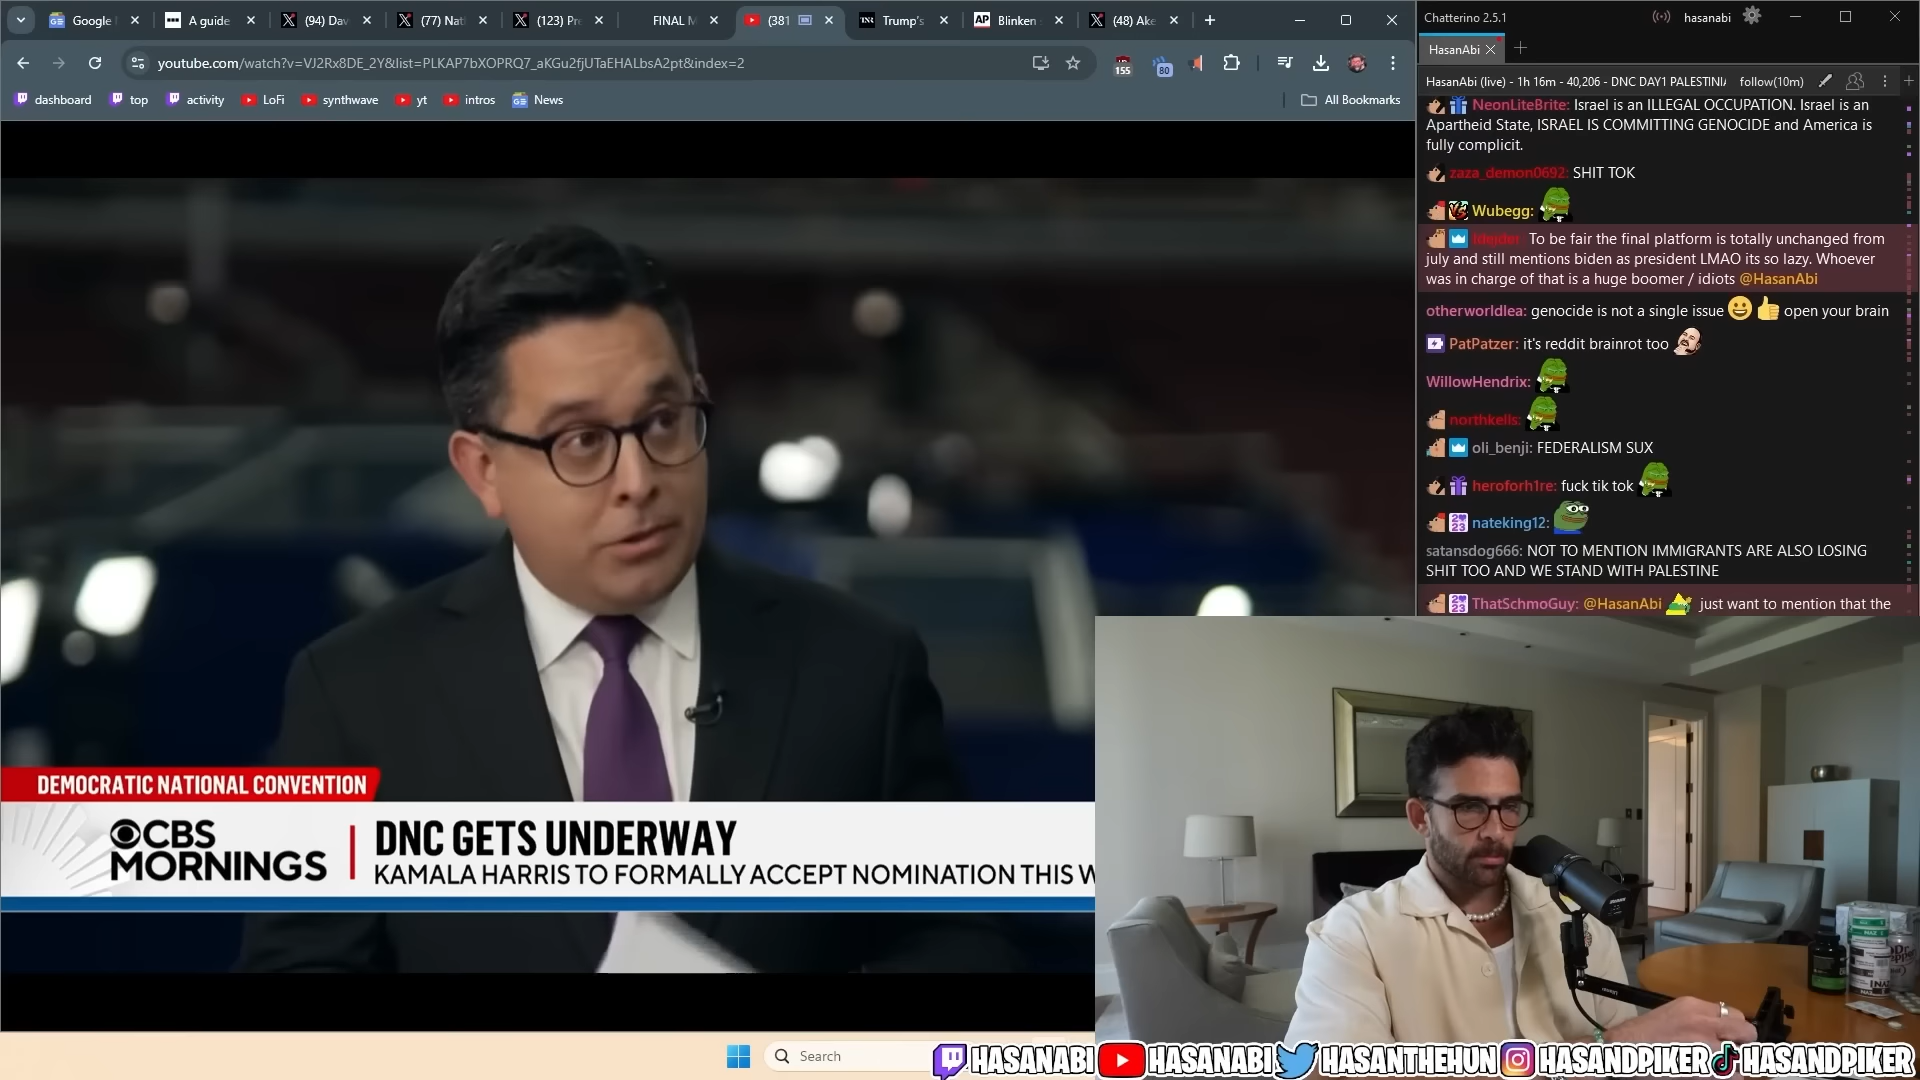 Google
A guide
(94) Dav
(77) Nat
(123) Pre
FINAL M
(381
Trump's
Blinken
(48) Ake
youtube.com/watch?v=VJ2Rx8DE_2Y&list=PLKAP7bXOPRQ7_aKGu2fjUTaEHALbsA2pt&index=2
155
80
dashboard
top
activity
LoFi
synthwave
yt
intros
News
All Bookmarks
Chatterino 2.5.1
hasanabi
HasanAbi
HasanAbi (live) - 1h 16m - 40,206 - DNC DAY1 PALESTINI
follow(10m)
NeonLiteBrite: Israel is an ILLEGAL OCCUPATION. Israel is an
Apartheid State, ISRAEL IS COMMITTING GENOCIDE and America is
fully complicit.
zaza_demon0692: SHIT TOK
Wubegg:
To be fair the final platform is totally unchanged from
july and still mentions biden as president LMAO its so lazy. Whoever
was in charge of that is a huge boomer / idiots @HasanAbi
otherworldlea: genocide is not a single issue 😀 👍 open your brain
PatPatzer: it's reddit brainrot too
WillowHendrix:
northkells:
oli_benji: FEDERALISM SUX
heroforh1re: fuck tik tok
nateking12:
satansdog666: NOT TO MENTION IMMIGRANTS ARE ALSO LOSING
SHIT TOO AND WE STAND WITH PALESTINE
ThatSchmoGuy: @HasanAbi just want to mention that the
DEMOCRATIC NATIONAL CONVENTION
CBS
MORNINGS
DNC GETS UNDERWAY
KAMALA HARRIS TO FORMALLY ACCEPT NOMINATION THIS W
Search
HASANABI
HASANABI
HASANTHEHUN
HASANDPIKER
HASANDPIKER